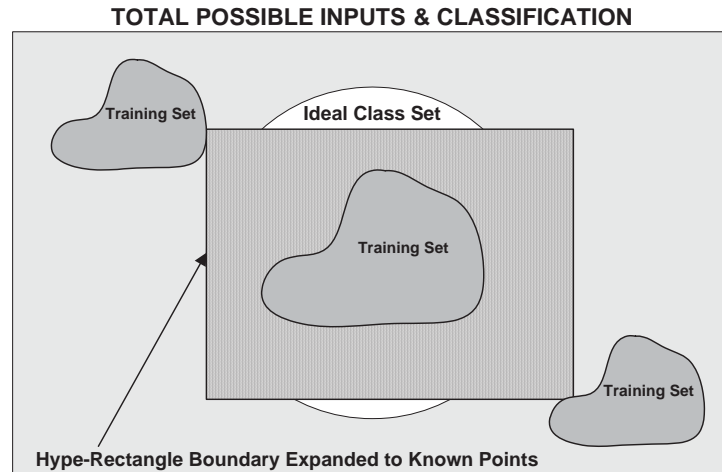 TOTAL POSSIBLE INPUTS & CLASSIFICATION
Training Set
Ideal Class Set
Training Set
Training Set
Hype-Rectangle Boundary Expanded to Known Points